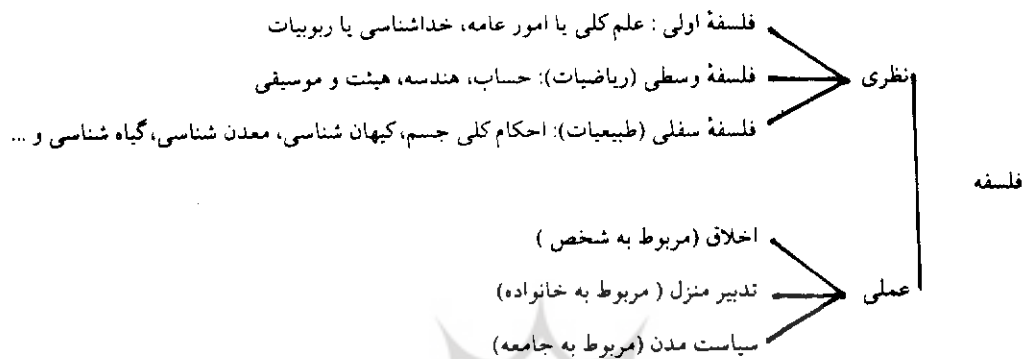 فلسفهٔ اولی : علم کلی یا امور عامه، خداشناسی یا ربوبیات
نظری
فلسفهٔ وسطی (ریاضیات): حساب، هندسه، هیئت و موسیقی
فلسفهٔ سفلی (طبیعیات): احکام کلی جسم، کیهان شناسی، معدن شناسی، گیاه شناسی و ...
فلسفه
اخلاق (مربوط به شخص )
عملی
تدبیر منزل ( مربوط به خانواده)
سیاست مدن (مربوط به جامعه)